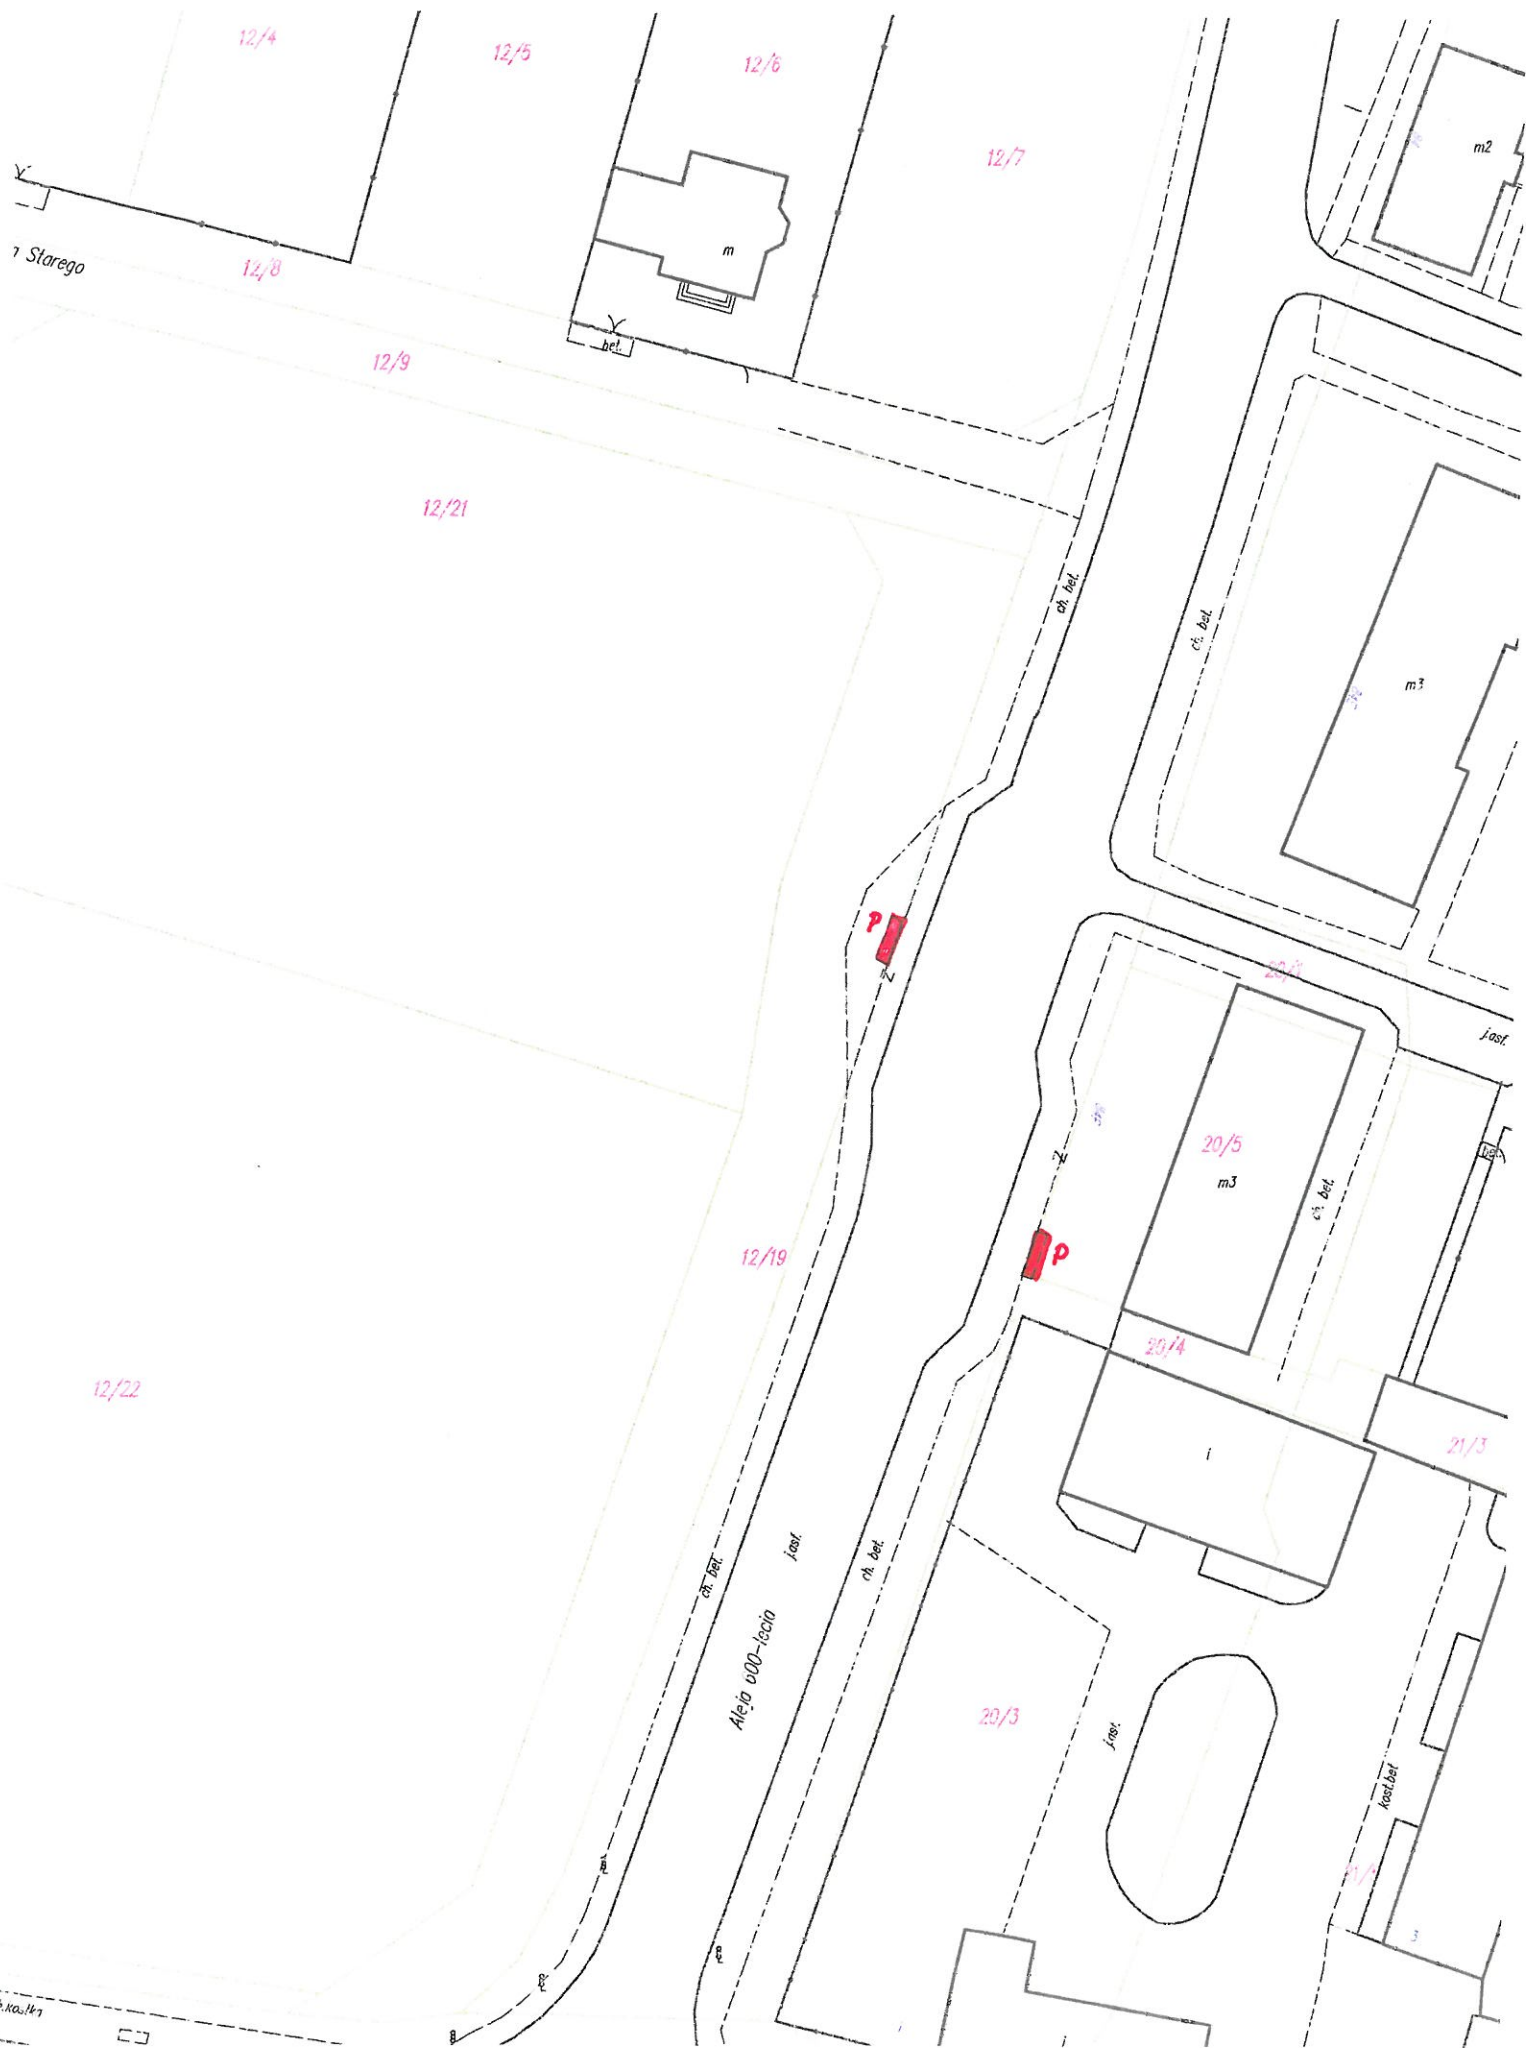 12/4
12/5
12/6
12/7
m2
m
Starego
12/8
bet.
12/9
12/21
ch. bet.
ch. bet.
m3
P
Z
j.asf.
20/5
m3
ch. bet.
Z
P
12/19
20/4
12/22
21/3
i
j.asf.
ch. bet.
ch. bet.
Aleja 600-lecia
20/3
j.asf.
kost.bet
3